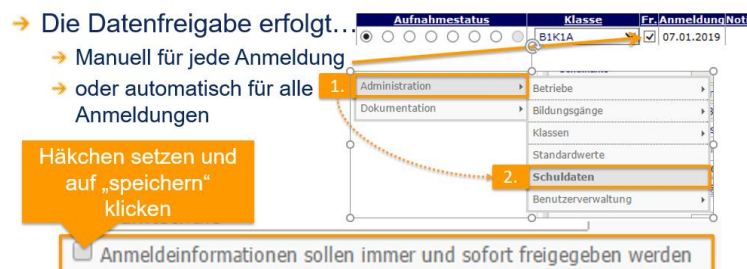 Die Datenfreigabe erfolgt…
Manuell für jede Anmeldung
oder automatisch für alle
Anmeldungen
Aufnahmestatus Klasse Fr. Anmeldung Not
B1K1A 07.01.2019
1. Administration
Dokumentation
Betriebe
Bildungsgänge
Klassen
Standardwerte
2. Schuldaten
Benutzerverwaltung
Häkchen setzen und
auf „speichern“
klicken
Anmeldeinformationen sollen immer und sofort freigegeben werden